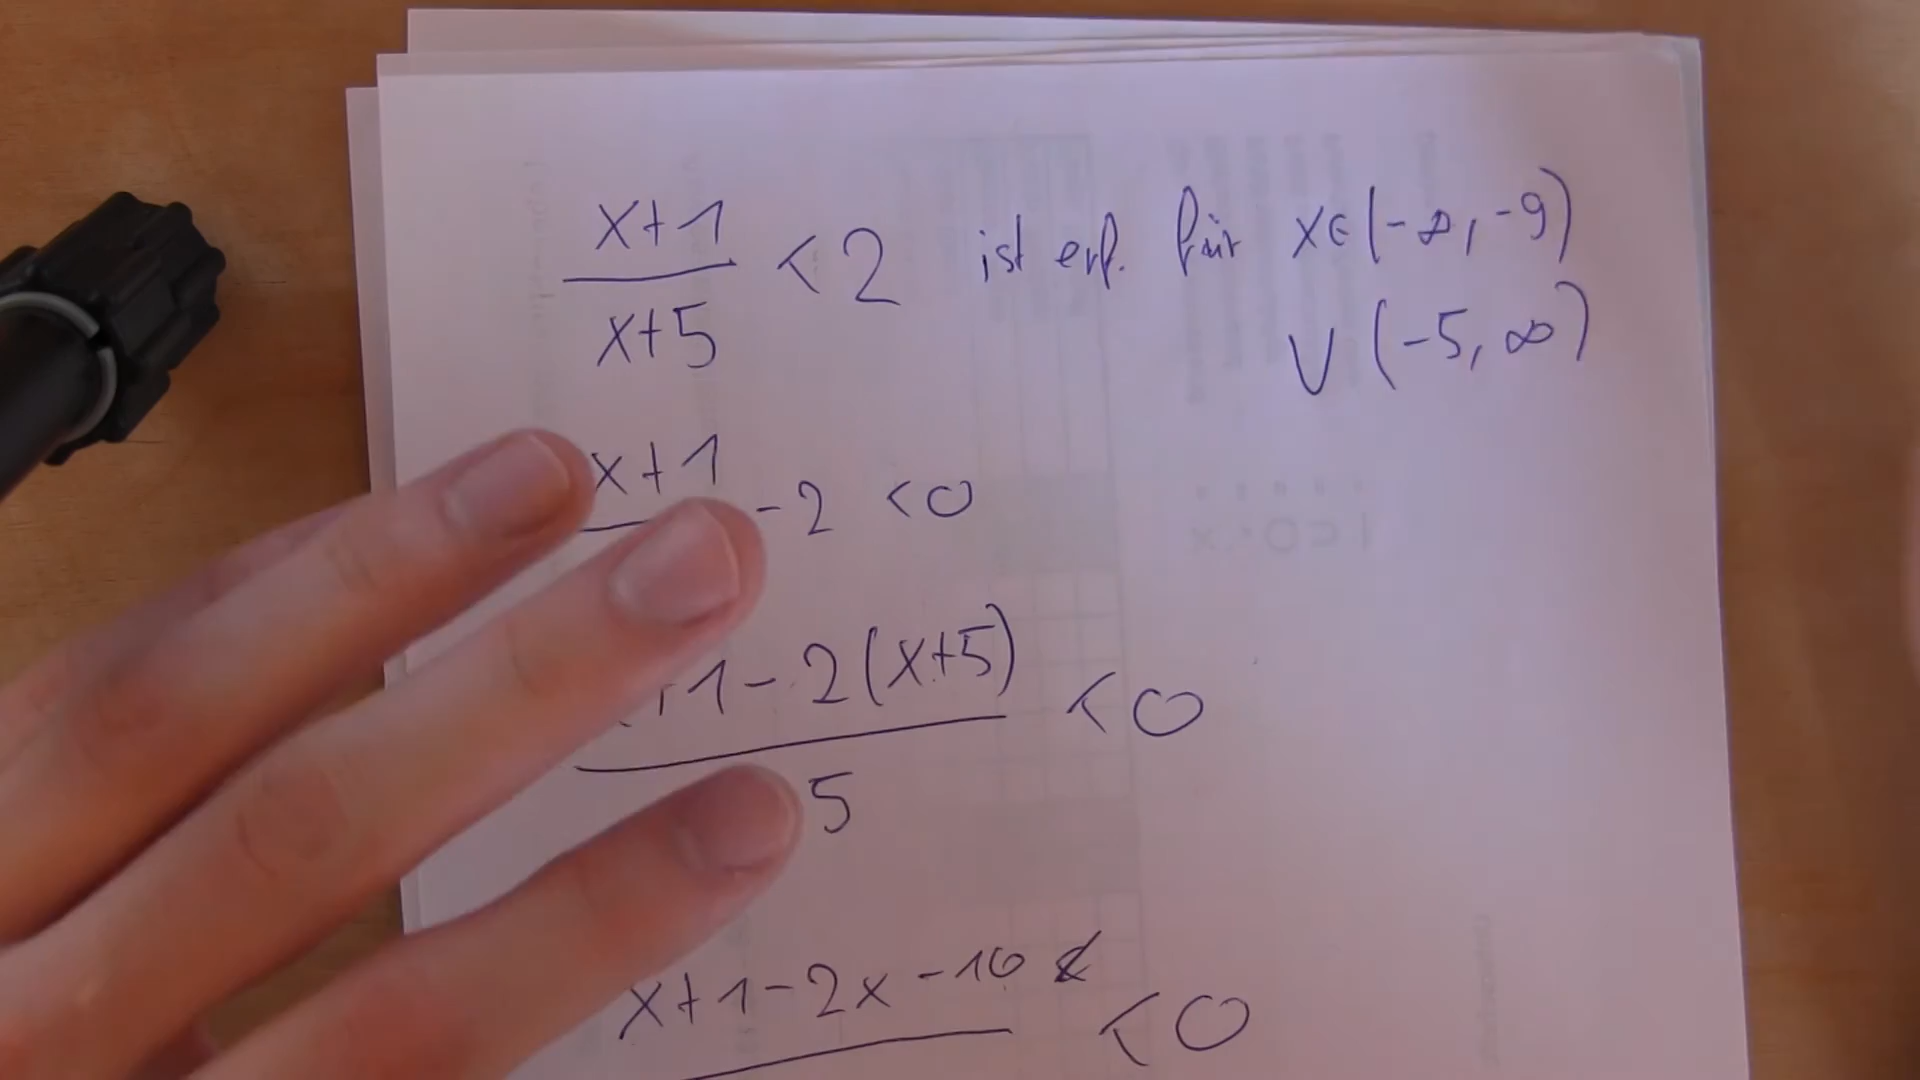 x+1
—— < 2 ist erf. für x∈(-∞,-9)
x+5 ∪ (-5,∞)
x+1
—— -2 <0
+1-2(x+5)
—— <0
5
x+1-2x-10
—— <0